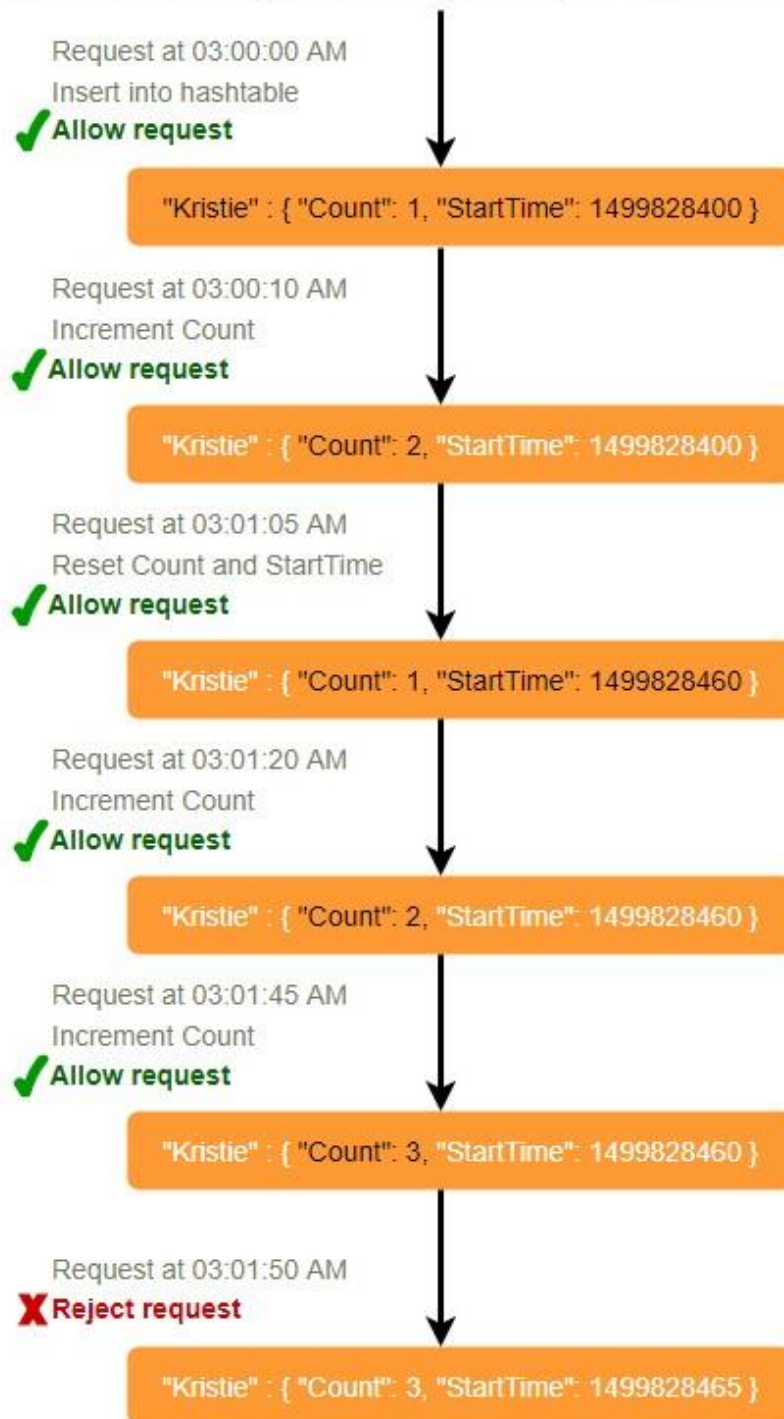 Request at 03:00:00 AM
Insert into hashtable
Allow request
"Kristie" : { "Count": 1, "StartTime": 1499828400 }
Request at 03:00:10 AM
Increment Count
Allow request
"Kristie" : { "Count": 2, "StartTime": 1499828400 }
Request at 03:01:05 AM
Reset Count and StartTime
Allow request
"Kristie" : { "Count": 1, "StartTime": 1499828460 }
Request at 03:01:20 AM
Increment Count
Allow request
"Kristie" : { "Count": 2, "StartTime": 1499828460 }
Request at 03:01:45 AM
Increment Count
Allow request
"Kristie" : { "Count": 3, "StartTime": 1499828460 }
Request at 03:01:50 AM
Reject request
"Kristie" : { "Count": 3, "StartTime": 1499828465 }